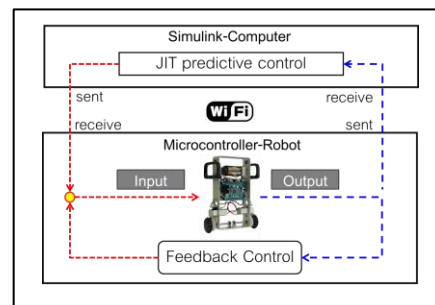 Simulink-Computer
JIT predictive control
sent
receive
WiFi
receive
sent
Microcontroller-Robot
Input
Output
Feedback Control